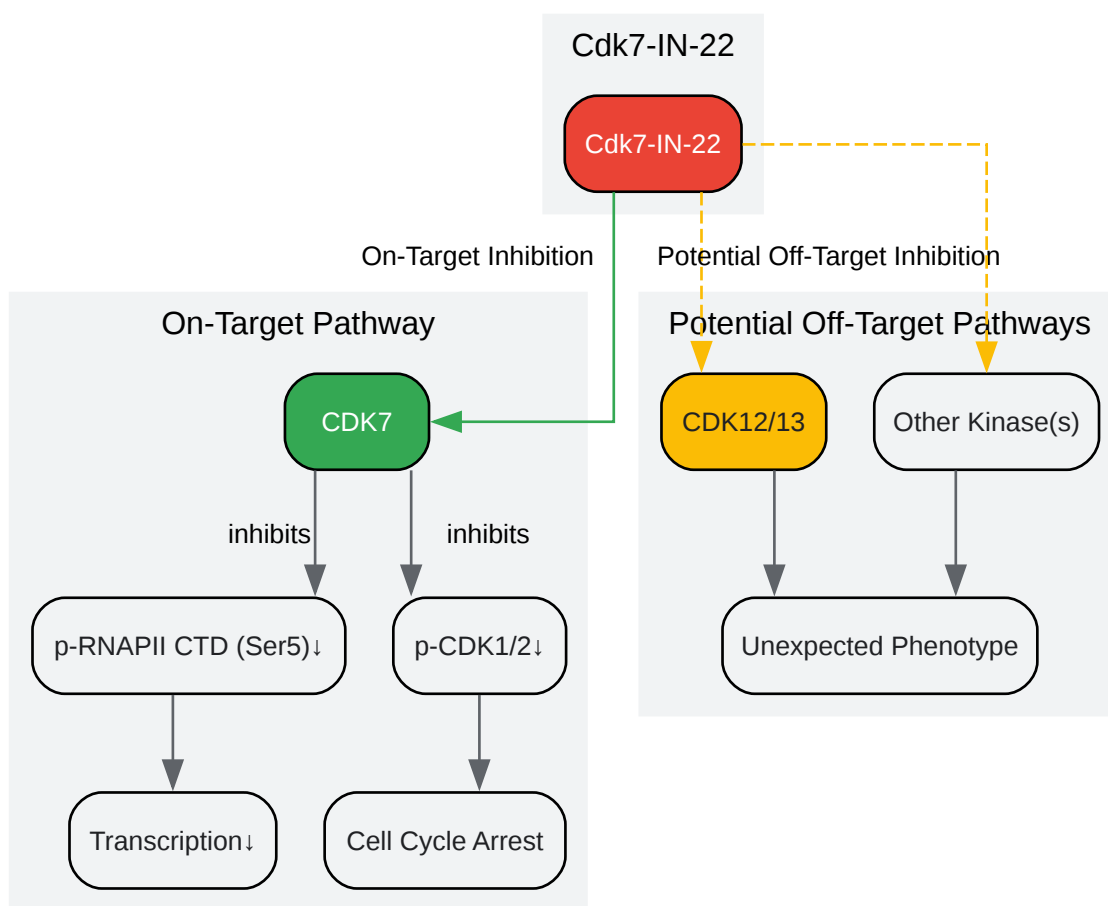 Cdk7-IN-22
Cdk7-IN-22
On-Target Inhibition
Potential Off-Target Inhibition
On-Target Pathway
Potential Off-Target Pathways
CDK7
CDK12/13
Other Kinase(s)
inhibits
inhibits
p-RNAPII CTD (Ser5)↓
p-CDK1/2↓
Unexpected Phenotype
Transcription↓
Cell Cycle Arrest